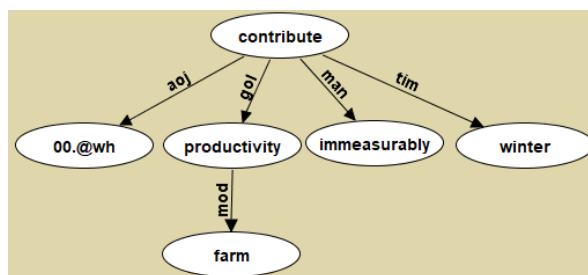 contribute
aoj
gol
man
tim
00.@wh
productivity
immeasurably
winter
mod
farm